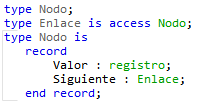 type Nodo;
type Enlace is access Nodo;
type Nodo is
record
Valor : registro;
Siguiente : Enlace;
end record;